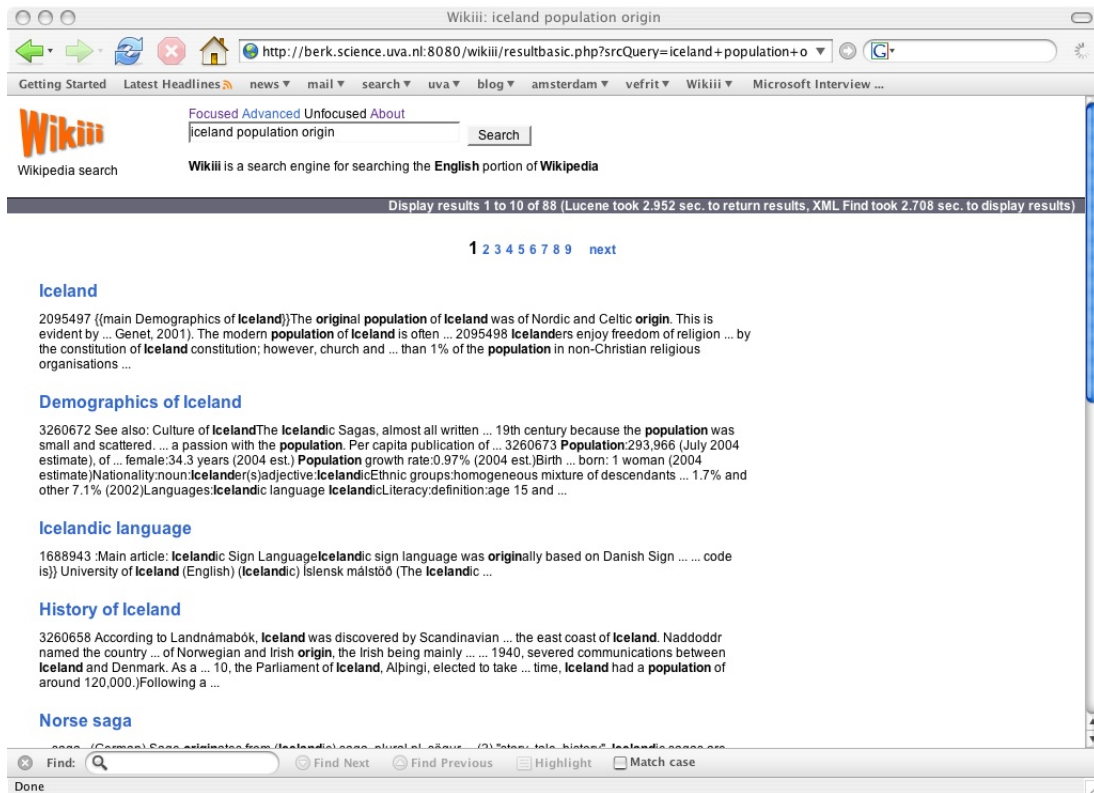 Wikiii: iceland population origin
http://berk.science.uva.nl:8080/wikiii/resultbasic.php?srcQuery=iceland+population+o
G
Getting Started Latest Headlines news mail search uva blog amsterdam vefrit Wikiii Microsoft Interview ...
Focused Advanced Unfocused About
Wikiii
iceland population origin Search
Wikipedia search
Wikiii is a search engine for searching the English portion of Wikipedia
Display results 1 to 10 of 88 (Lucene took 2.952 sec. to return results, XML Find took 2.708 sec. to display results)
1 2 3 4 5 6 7 8 9 next
Iceland
2095497 {{main Demographics of Iceland}}The original population of Iceland was of Nordic and Celtic origin. This is
evident by ... Genet, 2001). The modern population of Iceland is often ... 2095498 Icelanders enjoy freedom of religion ... by
the constitution of Iceland constitution; however, church and ... than 1% of the population in non-Christian religious
organisations ...
Demographics of Iceland
3260672 See also: Culture of IcelandThe Icelandic Sagas, almost all written ... 19th century because the population was
small and scattered. ... a passion with the population. Per capita publication of ... 3260673 Population:293,966 (July 2004
estimate), of ... female:34.3 years (2004 est.) Population growth rate:0.97% (2004 est.)Birth ... born: 1 woman (2004
estimate)Nationality:noun:Icelander(s)adjective:IcelandicEthnic groups:homogeneous mixture of descendants ... 1.7% and
other 7.1% (2002)Languages:Icelandic language IcelandicLiteracy:definition:age 15 and ...
Icelandic language
1688943 :Main article: Icelandic Sign LanguageIcelandic sign language was originally based on Danish Sign ... ... code
is}} University of Iceland (English) (Icelandic) Íslensk málstöð (The Icelandic ...
History of Iceland
3260658 According to Landnámabók, Iceland was discovered by Scandinavian ... the east coast of Iceland. Naddoddr
named the country ... of Norwegian and Irish origin, the Irish being mainly ... ... 1940, severed communications between
Iceland and Denmark. As a ... 10, the Parliament of Iceland, Alþingi, elected to take ... time, Iceland had a population of
around 120,000.)Following a ...
Norse saga
Find: Find Next Find Previous Highlight Match case
Done